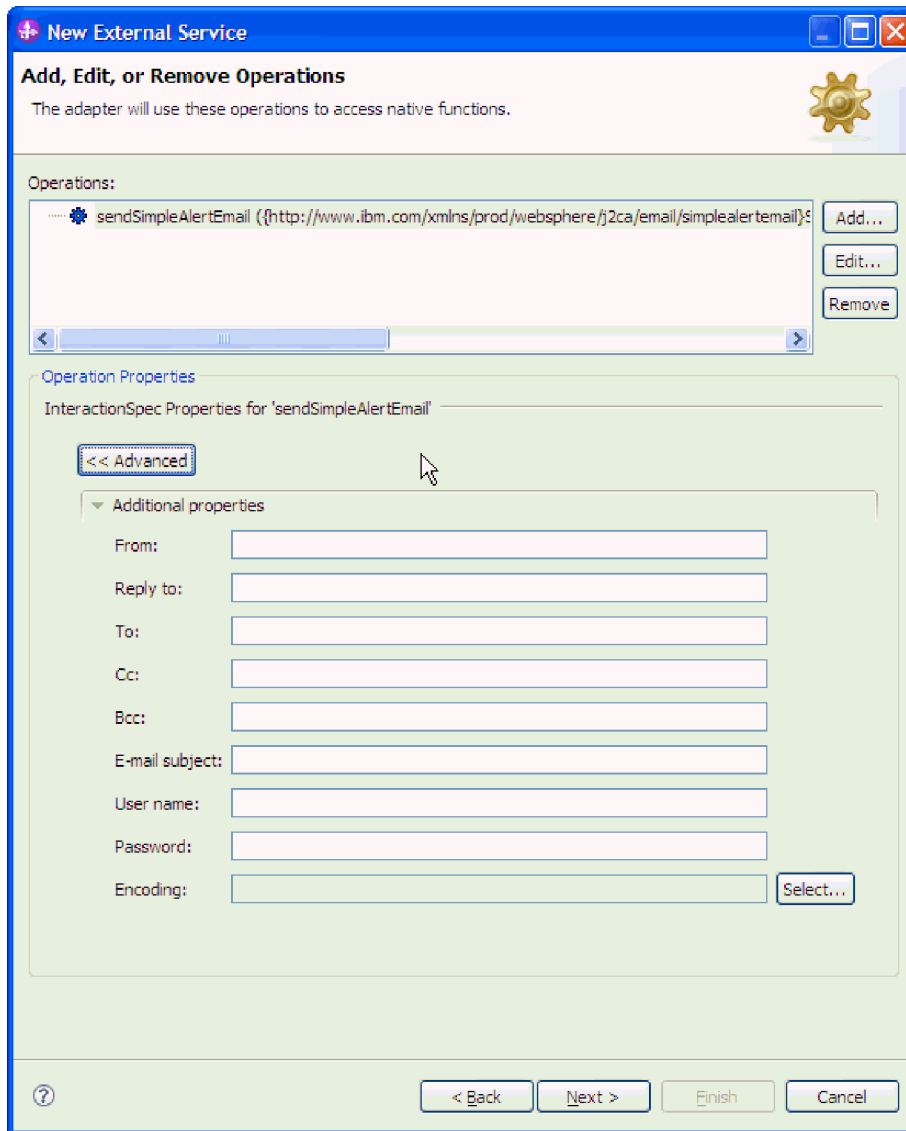 New External Service
Add, Edit, or Remove Operations
The adapter will use these operations to access native functions.
Operations:
sendSimpleAlertEmail ({http://www.ibm.com/xmlns/prod/websphere/j2ca/email/simplealertemail}S
Add...
Edit...
Remove
Operation Properties
InteractionSpec Properties for 'sendSimpleAlertEmail'
<< Advanced
Additional properties
From:
Reply to:
To:
Cc:
Bcc:
E-mail subject:
User name:
Password:
Encoding:
Select...
?
< Back
Next >
Finish
Cancel